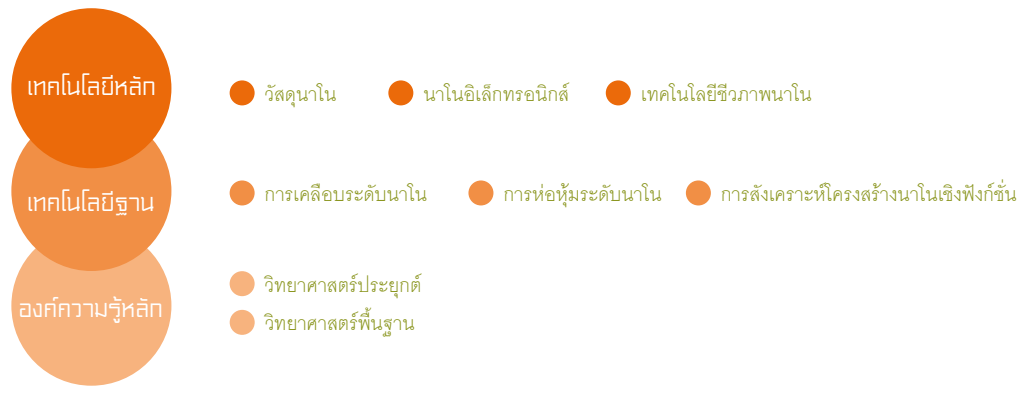 เทคโนโลยีหลัก
วัสดุนาโน นาโนอิเล็กทรอนิกส์ เทคโนโลยีชีวภาพนาโน
เทคโนโลยีฐาน
การเคลือบระดับนาโน การห่อหุ้มระดับนาโน การสังเคราะห์โครงสร้างนาโนเชิงฟังก์ชั่น
องค์ความรู้หลัก
วิทยาศาสตร์ประยุกต์
วิทยาศาสตร์พื้นฐาน